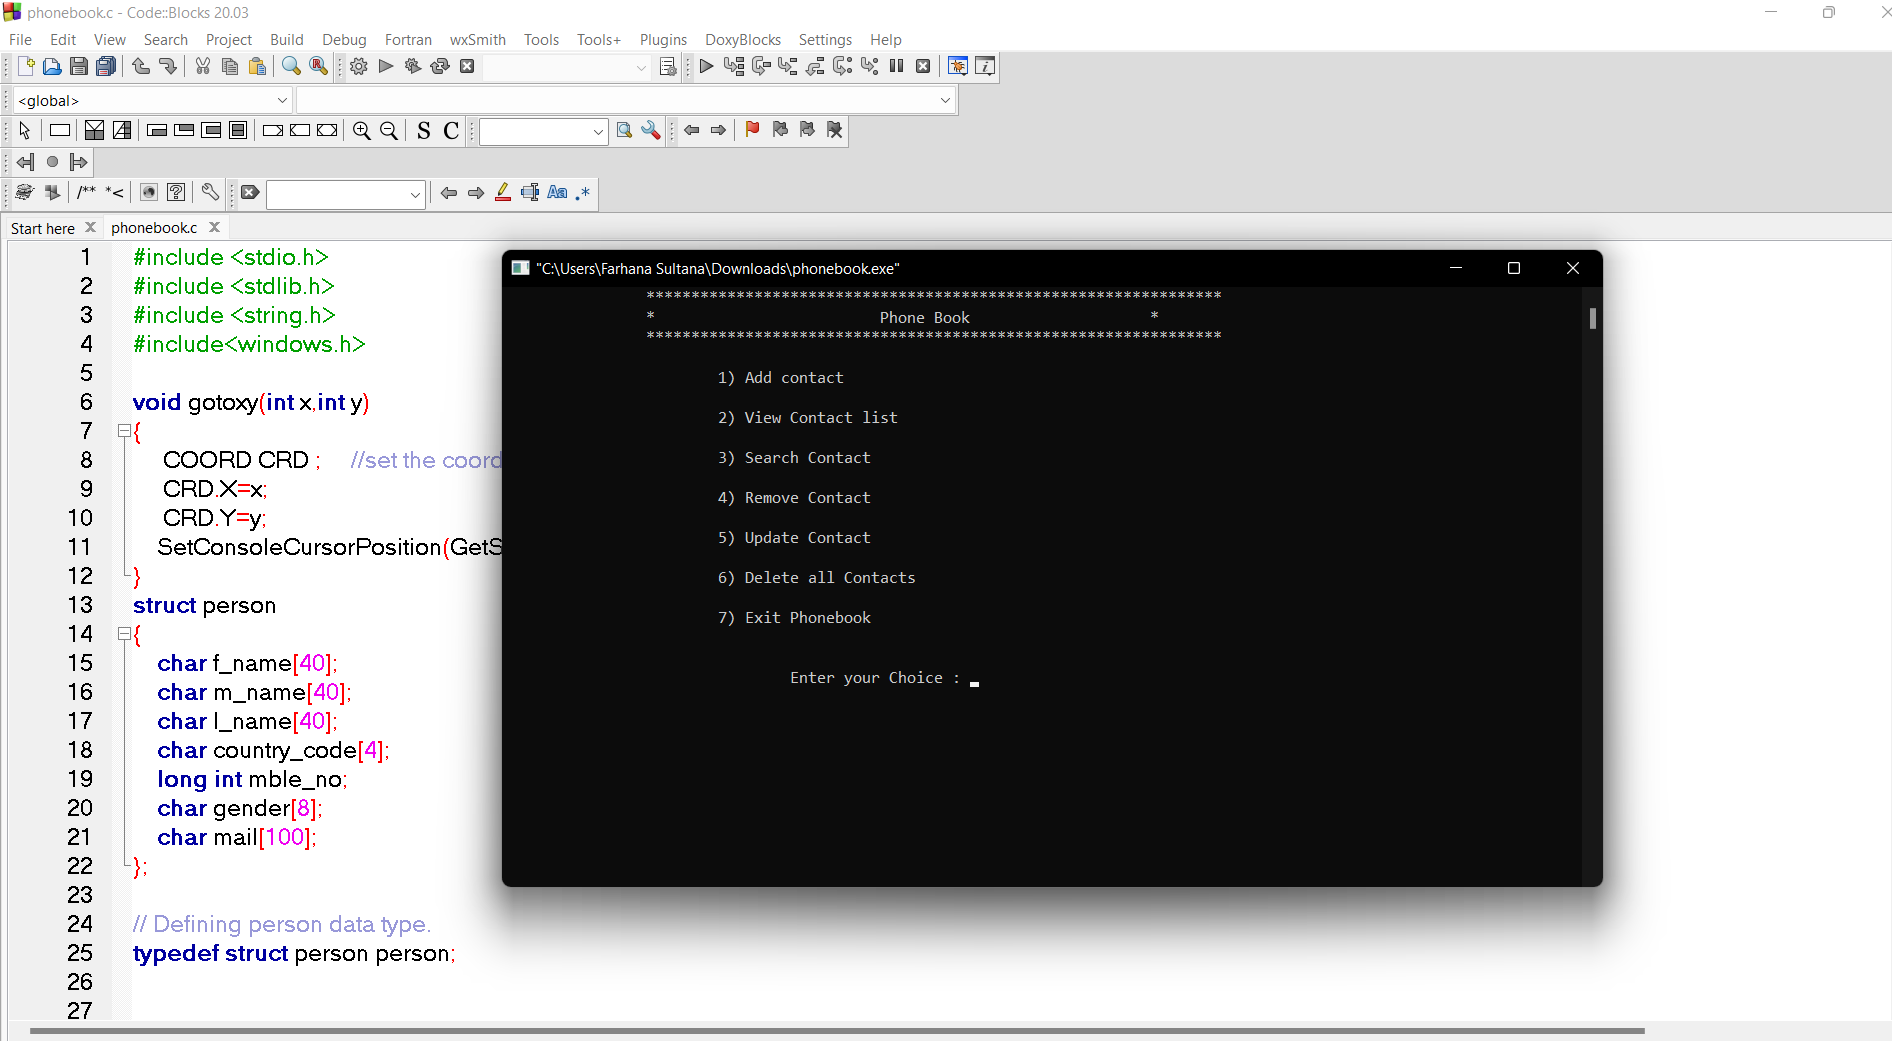 phonebook.c - Code::Blocks 20.03
File Edit View Search Project Build Debug Fortran wxSmith Tools Tools+ Plugins DoxyBlocks Settings Help
<global>
S C
/** *<
Aa .*
Start here phonebook.c
1 #include <stdio.h>
2 #include <stdlib.h>
3 #include <string.h>
4 #include<windows.h>
5
6 void gotoxy(int x,int y)
7 {
8 COORD CRD ; //set the coord
9 CRD.X=x;
10 CRD.Y=y;
11 SetConsoleCursorPosition(GetS
12 }
13 struct person
14 {
15 char f_name[40];
16 char m_name[40];
17 char l_name[40];
18 char country_code[4];
19 long int mble_no;
20 char gender[8];
21 char mail[100];
22 };
23
24 // Defining person data type.
25 typedef struct person person;
26
27
"C:\Users\Farhana Sultana\Downloads\phonebook.exe"
****************************************************************
* Phone Book *
****************************************************************
1) Add contact
2) View Contact list
3) Search Contact
4) Remove Contact
5) Update Contact
6) Delete all Contacts
7) Exit Phonebook
Enter your Choice :